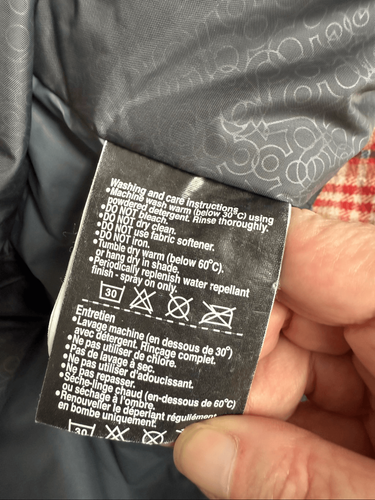 Washing and care instructions
•Machine wash warm (below 30°C) using
powdered detergent. Rinse thoroughly.
•DO NOT bleach.
•DO NOT dry clean.
•DO NOT use fabric softener.
•DO NOT iron.
•Tumble dry warm (below 60°C).
or hang dry in shade.
•Periodically replenish water repellant
finish - spray on only.
30
Entretien
•Lavage machine (en dessous de 30°)
avec détergent. Rinçage complet.
•Ne pas utiliser de chlore.
•Pas de lavage à sec.
•Ne pas utiliser d'adoucissant.
•Ne pas repasser.
•Sèche-linge chaud (en-dessous de 60°C)
ou séchage à l'ombre.
•Renouveler le déperlant régulièrement
en bombe uniquement.
30